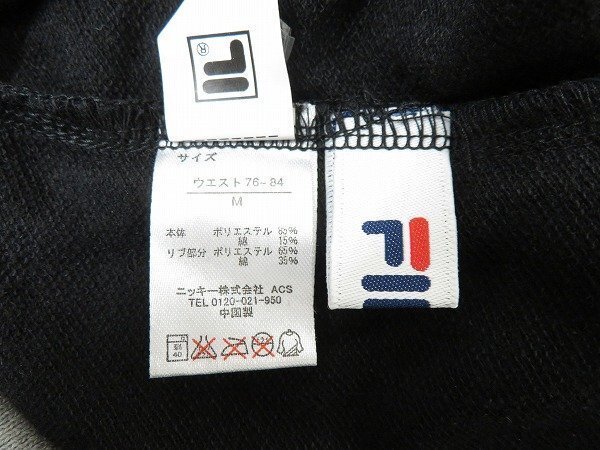 ®
サイズ
ウエスト 76~84
M
本体 ポリエステル 85%
綿 15%
リブ部分 ポリエステル 65%
綿 35%
ニッキー株式会社 ACS
TEL 0120-021-950
中国製
40